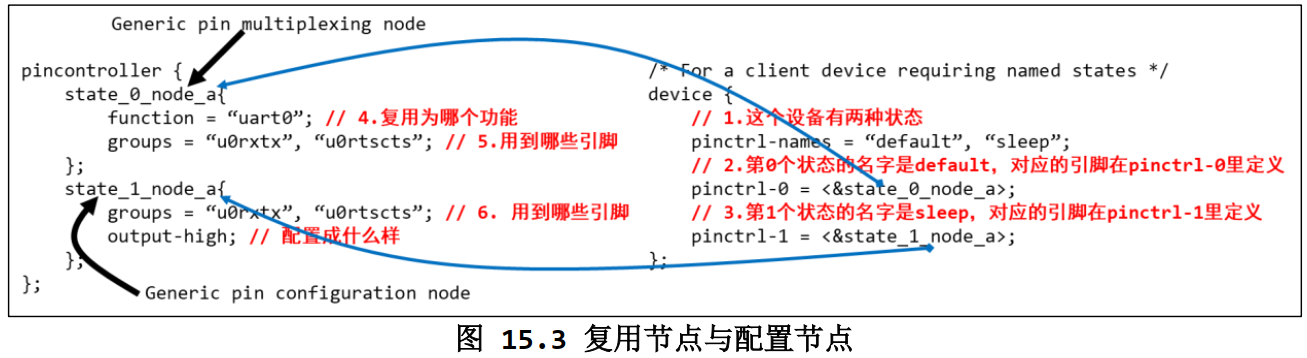 Generic pin multiplexing node
pincontroller {
state_0_node_a{
function = “uart0”; // 4.复用为哪个功能
groups = “u0rxtx”, “u0rtscts”; // 5.用到哪些引脚
};
state_1_node_a{
groups = “u0rxtx”, “u0rtscts”; // 6. 用到哪些引脚
output-high; // 配置成什么样
};
};
Generic pin configuration node
/* For a client device requiring named states */
device {
// 1.这个设备有两种状态
pinctrl-names = “default”, “sleep”;
// 2.第0个状态的名字是default，对应的引脚在pinctrl-0里定义
pinctrl-0 = <&state_0_node_a>;
// 3.第1个状态的名字是sleep，对应的引脚在pinctrl-1里定义
pinctrl-1 = <&state_1_node_a>;
};
图 15.3 复用节点与配置节点